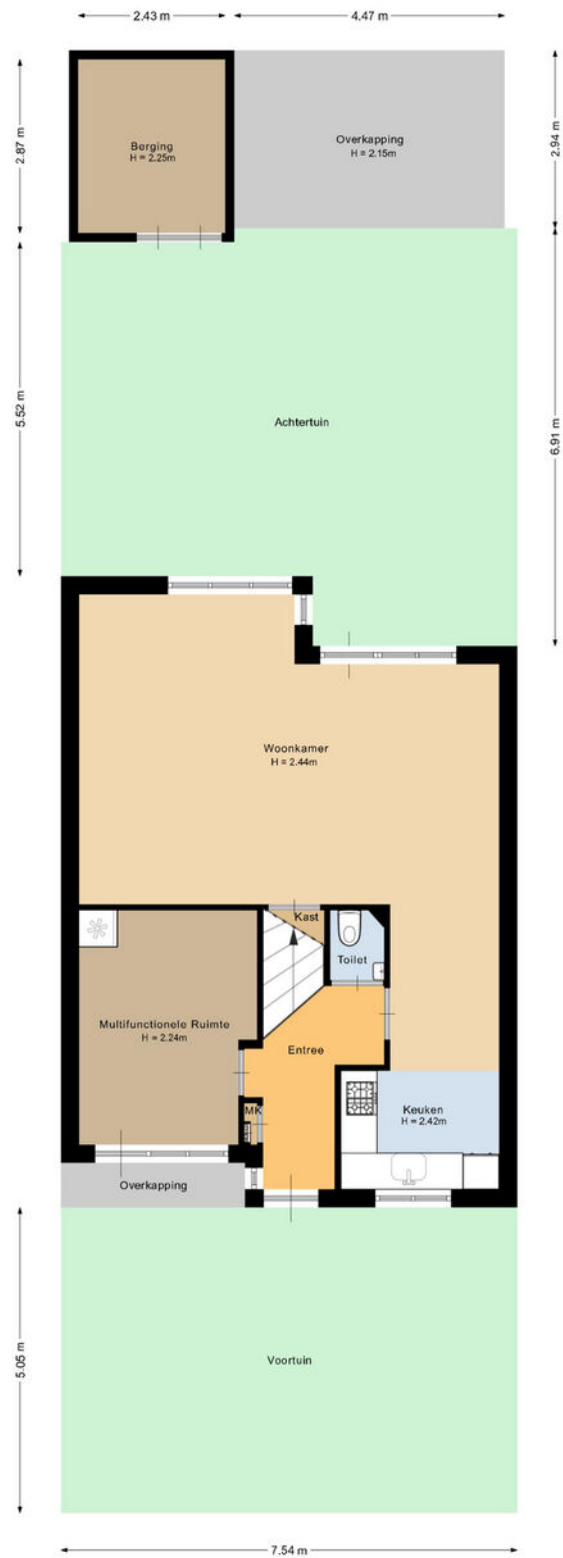 2.43 m
4.47 m
2.87 m
2.94 m
Berging
H = 2.25m
Overkapping
H = 2.15m
5.52 m
6.91 m
Achtertuin
Woonkamer
H = 2.44m
Kast
Toilet
Multifunctionele Ruimte
H = 2.24m
Entree
MK
Keuken
H = 2.42m
Overkapping
5.05 m
Voortuin
7.54 m